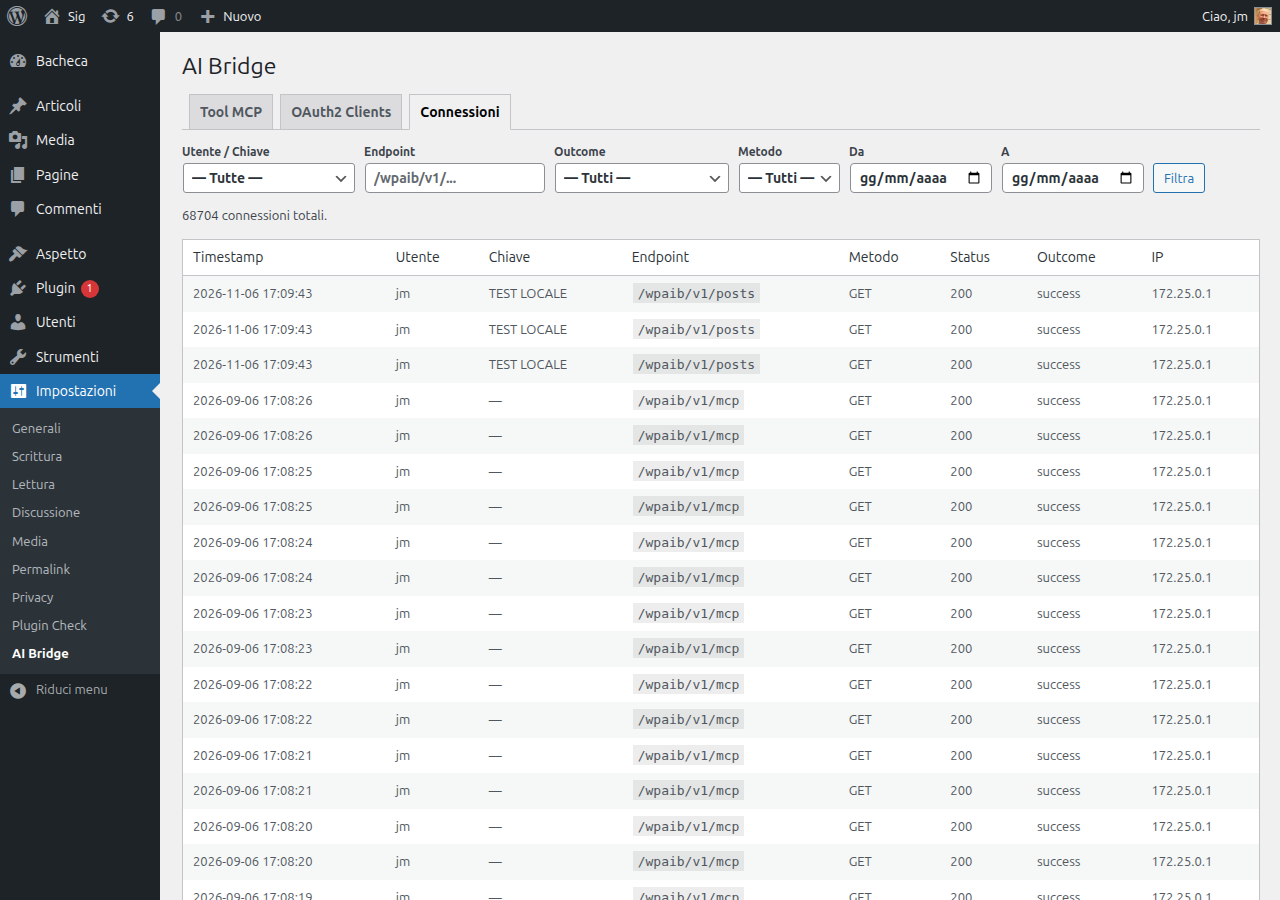 Sig 6 0 Nuovo Ciao, jm
Bacheca
Articoli
Media
Pagine
Commenti
Aspetto
Plugin 1
Utenti
Strumenti
Impostazioni
Generali
Scrittura
Lettura
Discussione
Media
Permalink
Privacy
Plugin Check
AI Bridge
Riduci menu
AI Bridge
Tool MCP OAuth2 Clients Connessioni
Utente / Chiave Endpoint Outcome Metodo Da A
— Tutte — /wpaib/v1/... — Tutti — — Tutti — gg/mm/aaaa gg/mm/aaaa Filtra
68704 connessioni totali.
Timestamp Utente Chiave Endpoint Metodo Status Outcome IP
2026-11-06 17:09:43 jm TEST LOCALE /wpaib/v1/posts GET 200 success 172.25.0.1
2026-11-06 17:09:43 jm TEST LOCALE /wpaib/v1/posts GET 200 success 172.25.0.1
2026-11-06 17:09:43 jm TEST LOCALE /wpaib/v1/posts GET 200 success 172.25.0.1
2026-09-06 17:08:26 jm — /wpaib/v1/mcp GET 200 success 172.25.0.1
2026-09-06 17:08:26 jm — /wpaib/v1/mcp GET 200 success 172.25.0.1
2026-09-06 17:08:25 jm — /wpaib/v1/mcp GET 200 success 172.25.0.1
2026-09-06 17:08:25 jm — /wpaib/v1/mcp GET 200 success 172.25.0.1
2026-09-06 17:08:24 jm — /wpaib/v1/mcp GET 200 success 172.25.0.1
2026-09-06 17:08:24 jm — /wpaib/v1/mcp GET 200 success 172.25.0.1
2026-09-06 17:08:23 jm — /wpaib/v1/mcp GET 200 success 172.25.0.1
2026-09-06 17:08:23 jm — /wpaib/v1/mcp GET 200 success 172.25.0.1
2026-09-06 17:08:22 jm — /wpaib/v1/mcp GET 200 success 172.25.0.1
2026-09-06 17:08:22 jm — /wpaib/v1/mcp GET 200 success 172.25.0.1
2026-09-06 17:08:21 jm — /wpaib/v1/mcp GET 200 success 172.25.0.1
2026-09-06 17:08:21 jm — /wpaib/v1/mcp GET 200 success 172.25.0.1
2026-09-06 17:08:20 jm — /wpaib/v1/mcp GET 200 success 172.25.0.1
2026-09-06 17:08:20 jm — /wpaib/v1/mcp GET 200 success 172.25.0.1
2026-09-06 17:08:19 jm — /wpaib/v1/mcp GET 200 success 172.25.0.1